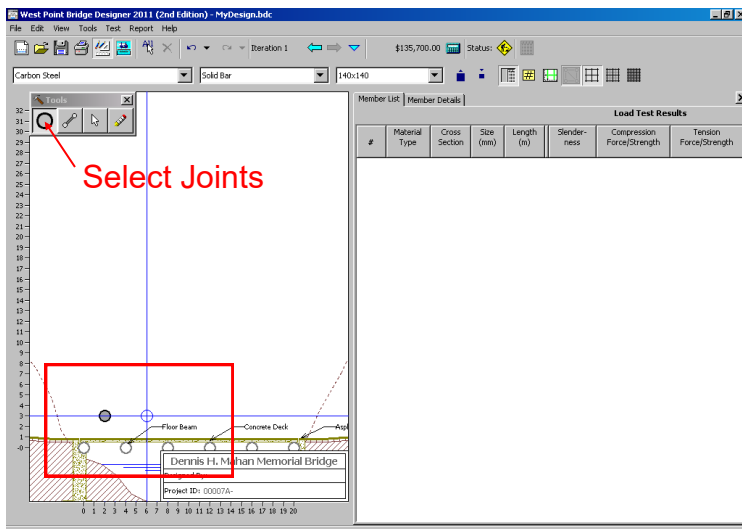 West Point Bridge Designer 2011 (2nd Edition) - MyDesign.bdc
File Edit View Tools Test Report Help
Iteration 1 $135,700.00 Status:
Carbon Steel Solid Bar 140x140
Tools
Member List Member Details
Load Test Results
# Material Type Cross Section Size (mm) Length (m) Slender-ness Compression Force/Strength Tension Force/Strength
Select Joints
32
31
30
29
28
27
26
25
24
23
22
21
20
19
18
17
16
15
14
13
12
11
10
9
8
7
6
5
4
3
2
1
-0
Floor Beam Concrete Deck Aspl
Dennis H. Mahan Memorial Bridge
Project ID: 00007A-
0 1 2 3 4 5 6 7 8 9 10 11 12 13 14 15 16 17 18 19 20